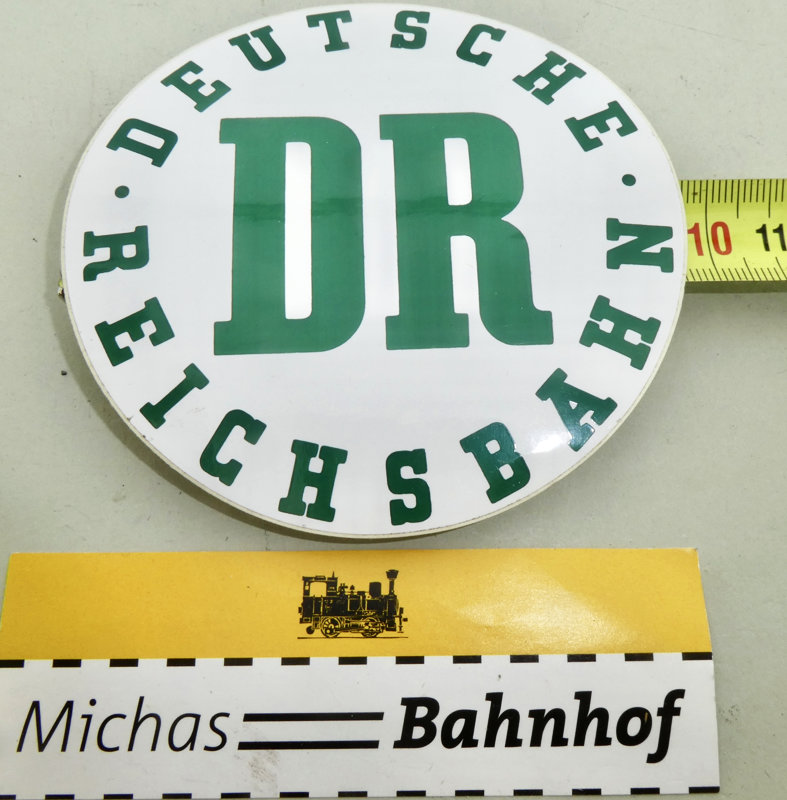 DEUTSCHE
DR
REICHSBAHN
10 11
Michas Bahnhof